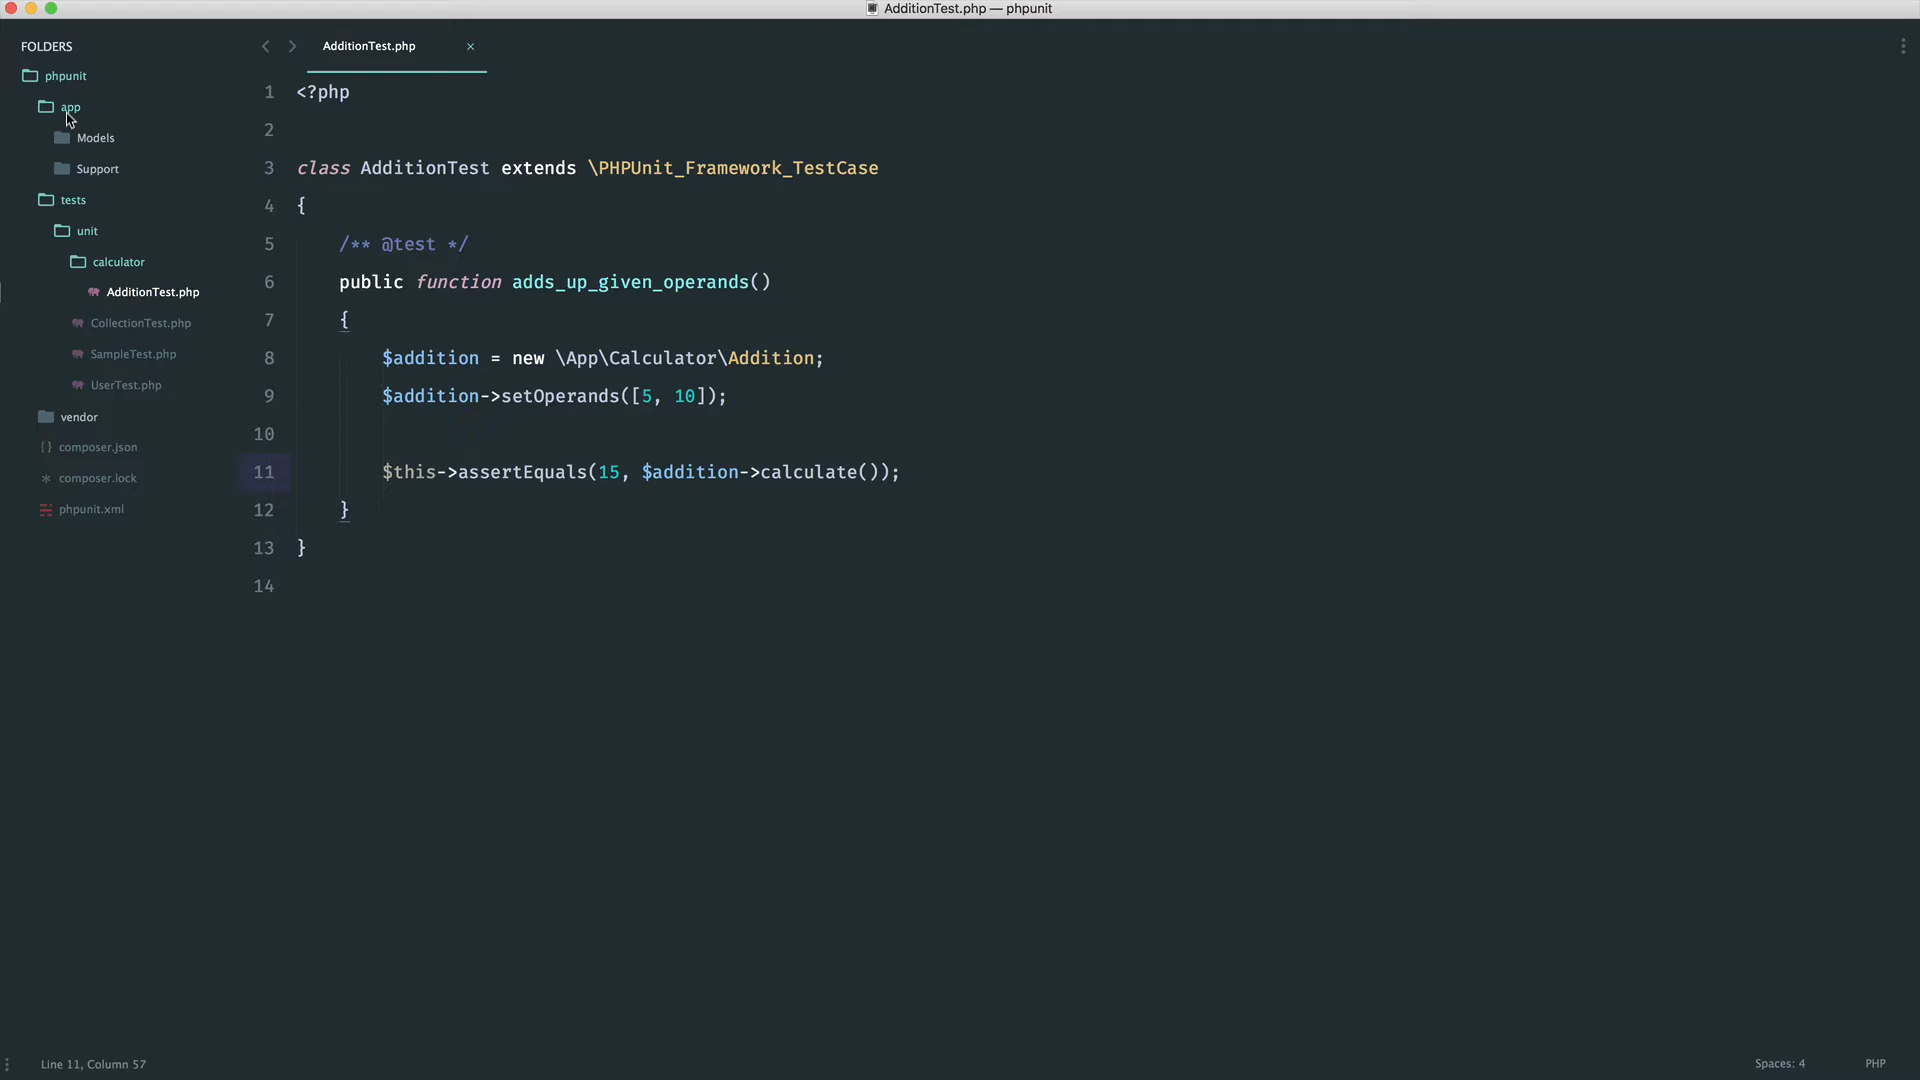 AdditionTest.php — phpunit
FOLDERS
phpunit
app
Models
Support
tests
unit
calculator
AdditionTest.php
CollectionTest.php
SampleTest.php
UserTest.php
vendor
composer.json
composer.lock
phpunit.xml
AdditionTest.php ×
1 <?php
2
3 class AdditionTest extends \PHPUnit_Framework_TestCase
4 {
5     /** @test */
6     public function adds_up_given_operands()
7     {
8         $addition = new \App\Calculator\Addition;
9         $addition->setOperands([5, 10]);
10
11         $this->assertEquals(15, $addition->calculate());
12     }
13 }
14
Line 11, Column 57
Spaces: 4
PHP